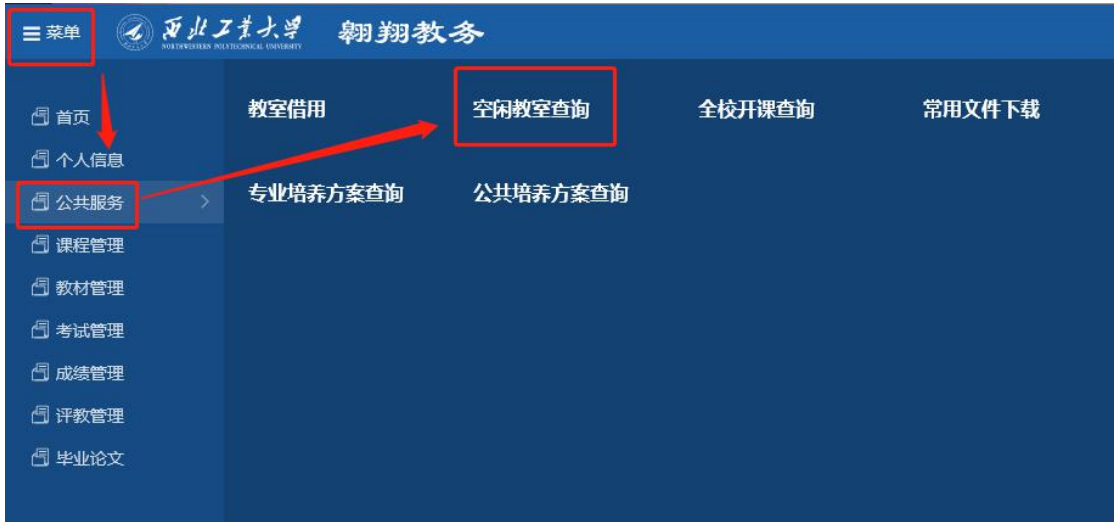 菜单
西北工业大学
NORTHWESTERN POLYTECHNICAL UNIVERSITY
翱翔教务
首页
个人信息
公共服务
课程管理
教材管理
考试管理
成绩管理
评教管理
毕业论文
教室借用 空闲教室查询 全校开课查询 常用文件下载
专业培养方案查询 公共培养方案查询